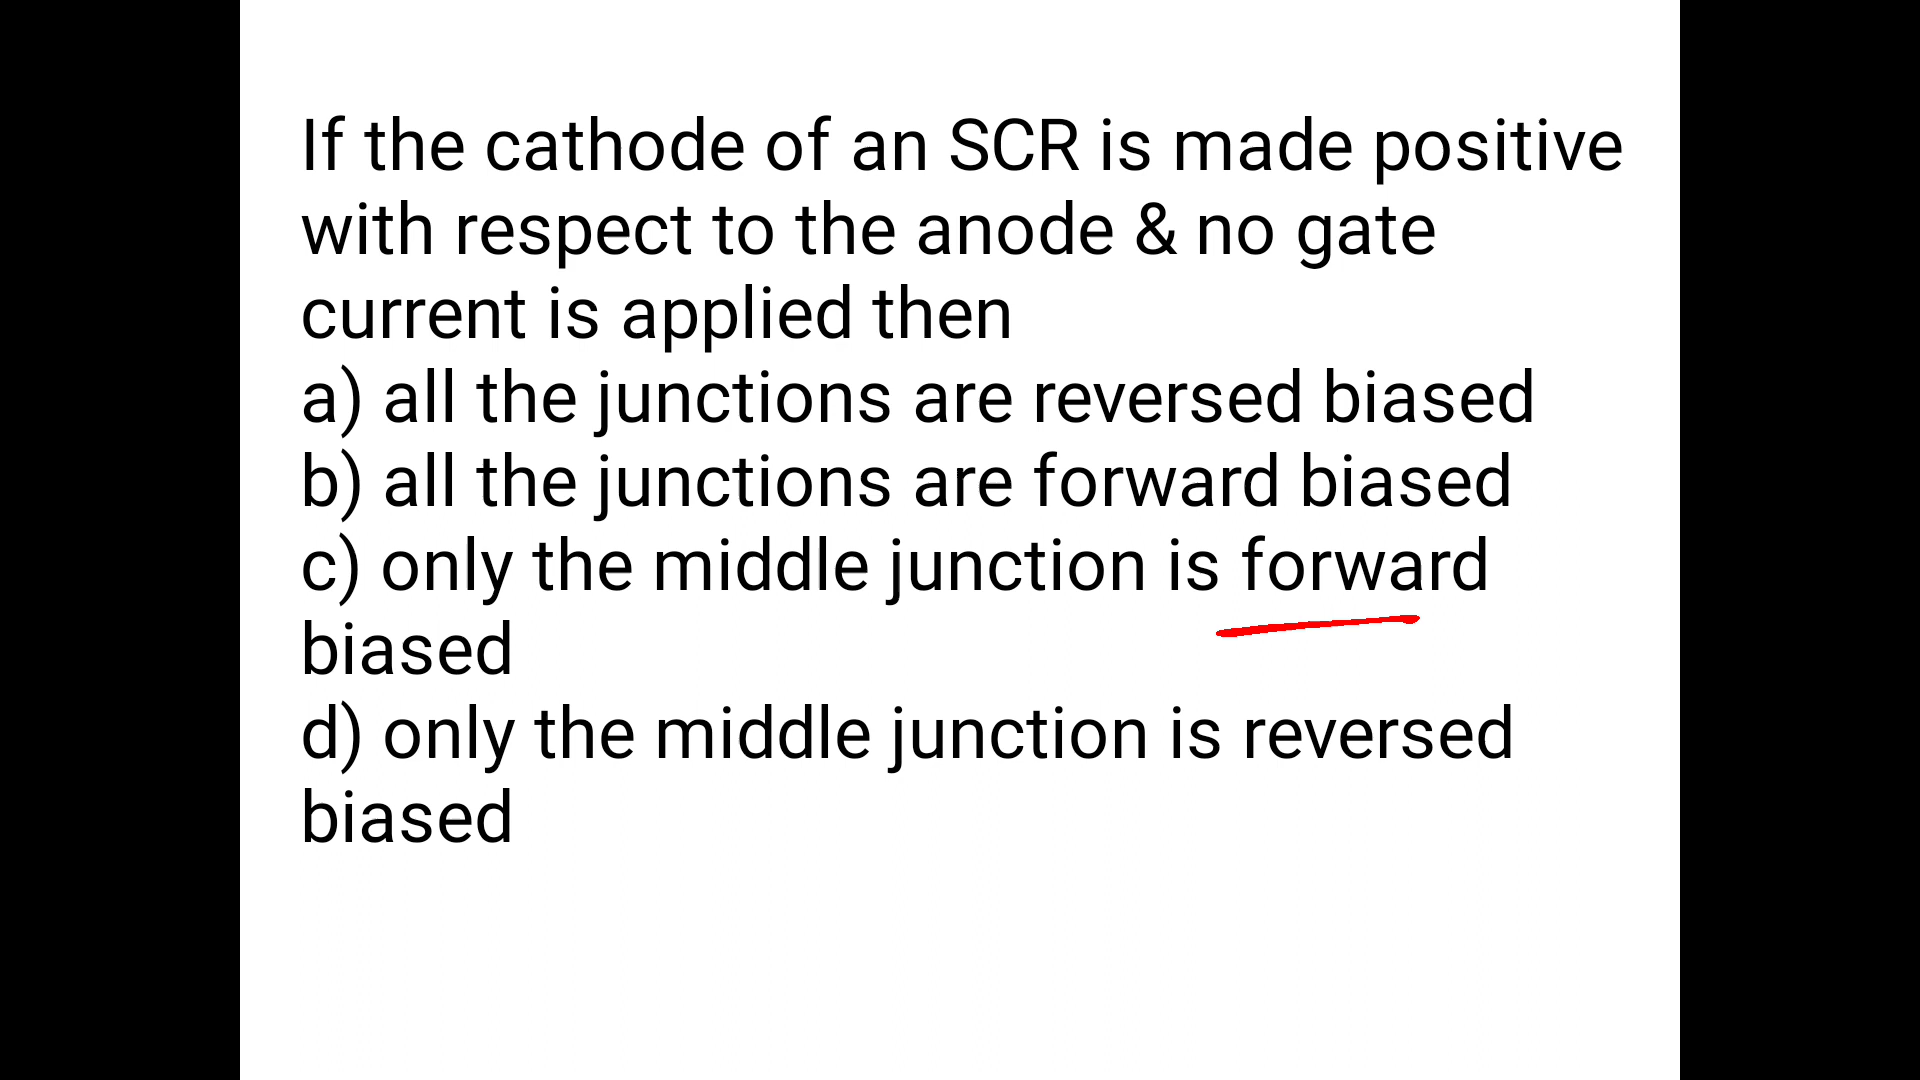 If the cathode of an SCR is made positive
with respect to the anode & no gate
current is applied then
a) all the junctions are reversed biased
b) all the junctions are forward biased
c) only the middle junction is forward
biased
d) only the middle junction is reversed
biased